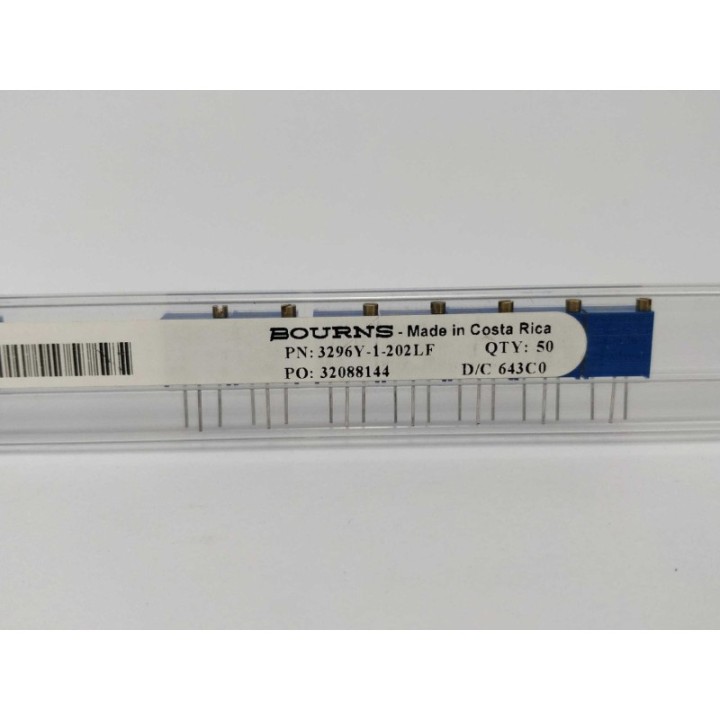 BOURNS - Made in Costa Rica
PN: 3296Y-1-202LF QTY: 50
PO: 32088144 D/C 643C0